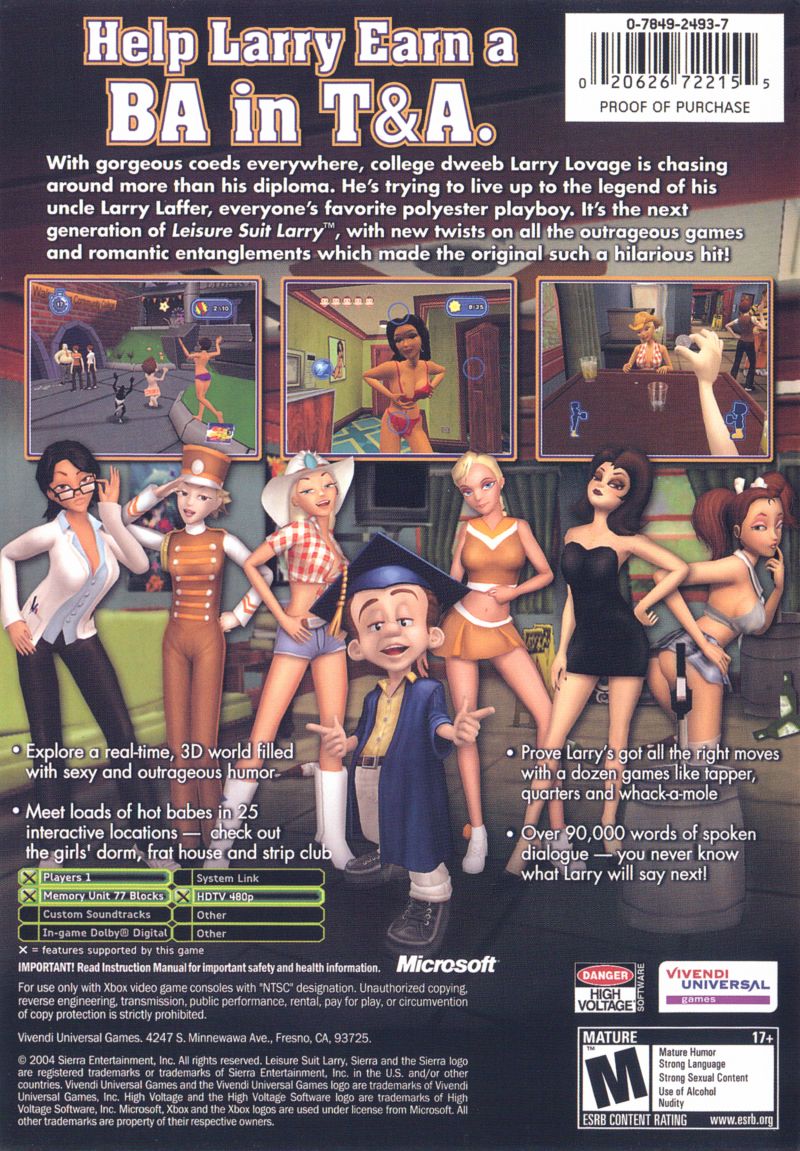 Help Larry Earn a
BA in T&A.
0-7849-2493-7
0 20626 72215 5
PROOF OF PURCHASE
With gorgeous coeds everywhere, college dweeb Larry Lovage is chasing
around more than his diploma. He's trying to live up to the legend of his
uncle Larry Laffer, everyone's favorite polyester playboy. It's the next
generation of Leisure Suit Larry™, with new twists on all the outrageous games
and romantic entanglements which made the original such a hilarious hit!
• Explore a real-time, 3D world filled
with sexy and outrageous humor
• Meet loads of hot babes in 25
interactive locations — check out
the girls' dorm, frat house and strip club
• Prove Larry's got all the right moves
with a dozen games like tapper,
quarters and whack-a-mole
• Over 90,000 words of spoken
dialogue — you never know
what Larry will say next!
X Players 1
System Link
X Memory Unit 77 Blocks
X HDTV 480p
Custom Soundtracks
Other
In-game Dolby® Digital
Other
X = features supported by this game
IMPORTANT! Read Instruction Manual for important safety and health information.
Microsoft
For use only with Xbox video game consoles with "NTSC" designation. Unauthorized copying,
reverse engineering, transmission, public performance, rental, pay for play, or circumvention
of copy protection is strictly prohibited.
Vivendi Universal Games. 4247 S. Minnewawa Ave., Fresno, CA, 93725.
© 2004 Sierra Entertainment, Inc. All rights reserved. Leisure Suit Larry, Sierra and the Sierra logo
are registered trademarks or trademarks of Sierra Entertainment, Inc. in the U.S. and/or other
countries. Vivendi Universal Games and the Vivendi Universal Games logo are trademarks of Vivendi
Universal Games, Inc. High Voltage and the High Voltage Software logo are trademarks of High
Voltage Software, Inc. Microsoft, Xbox and the Xbox logos are used under license from Microsoft. All
other trademarks are property of their respective owners.
DANGER
HIGH
VOLTAGE
SOFTWARE
VIVENDI
UNIVERSAL
games
MATURE 17+
M™
Mature Humor
Strong Language
Strong Sexual Content
Use of Alcohol
Nudity
ESRB CONTENT RATING www.esrb.org